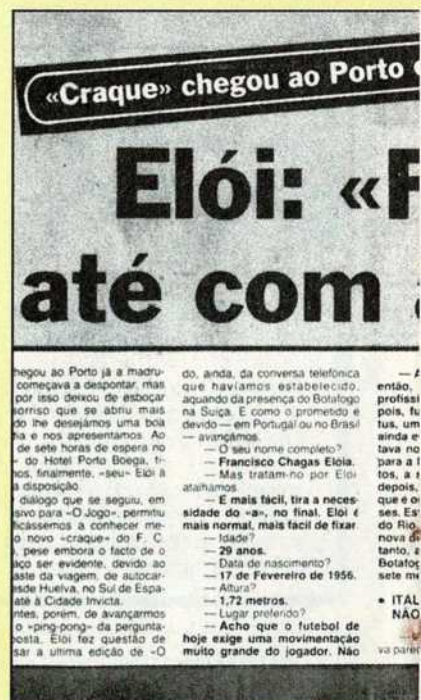 «Craque» chegou ao Porto
Elói: «F
até com
hegou ao Porto já a madru-
começava a despontar, mas
por isso deixou de esboçar
sorriso que se abriu mais
do lhe desejámos uma boa
ia e nos apresentámos. Ao
de sete horas de espera no
do Hotel Porto Boega, ti-
hos, finalmente, «seu» Elói à
a disposição.
diálogo que se seguiu, em
sivo para «O Jogo», permitiu
ficássemos a conhecer me-
o novo «craque» do F. C.
, pese embora o facto de o
aço ser evidente, devido ao
aste da viagem, de autocar-
esde Huelva, no Sul de Espa-
até à Cidade Invicta.
ntes, porém, de avançarmos
o «ping-pong» da pergunta-
posta, Elói fez questão de
sar a última edição de «O
do, ainda, da conversa telefónica
que havíamos estabelecido,
aquando da presença do Botafogo
na Suíça. E como o prometido é
devido — em Portugal ou no Brasil
— avançámos.
— O seu nome completo?
— Francisco Chagas Elóia.
— Mas tratam-no por Elói
atalhámos.
— É mais fácil, tira a neces-
sidade do «a», no final. Elói é
mais normal, mais fácil de fixar.
— Idade?
— 29 anos.
— Data de nascimento?
— 17 de Fevereiro de 1956.
— Altura?
— 1,72 metros.
— Lugar preferido?
— Acho que o futebol de
hoje exige uma movimentação
muito grande do jogador. Não
— A
então,
profissi
pois, fu
tus, um
ainda e
tava no
para a l
tos, a
depois,
que é o
ses. Es
do Rio
nova d
tanto, a
Botafog
sete m
• ITAL
NÃO
va paren